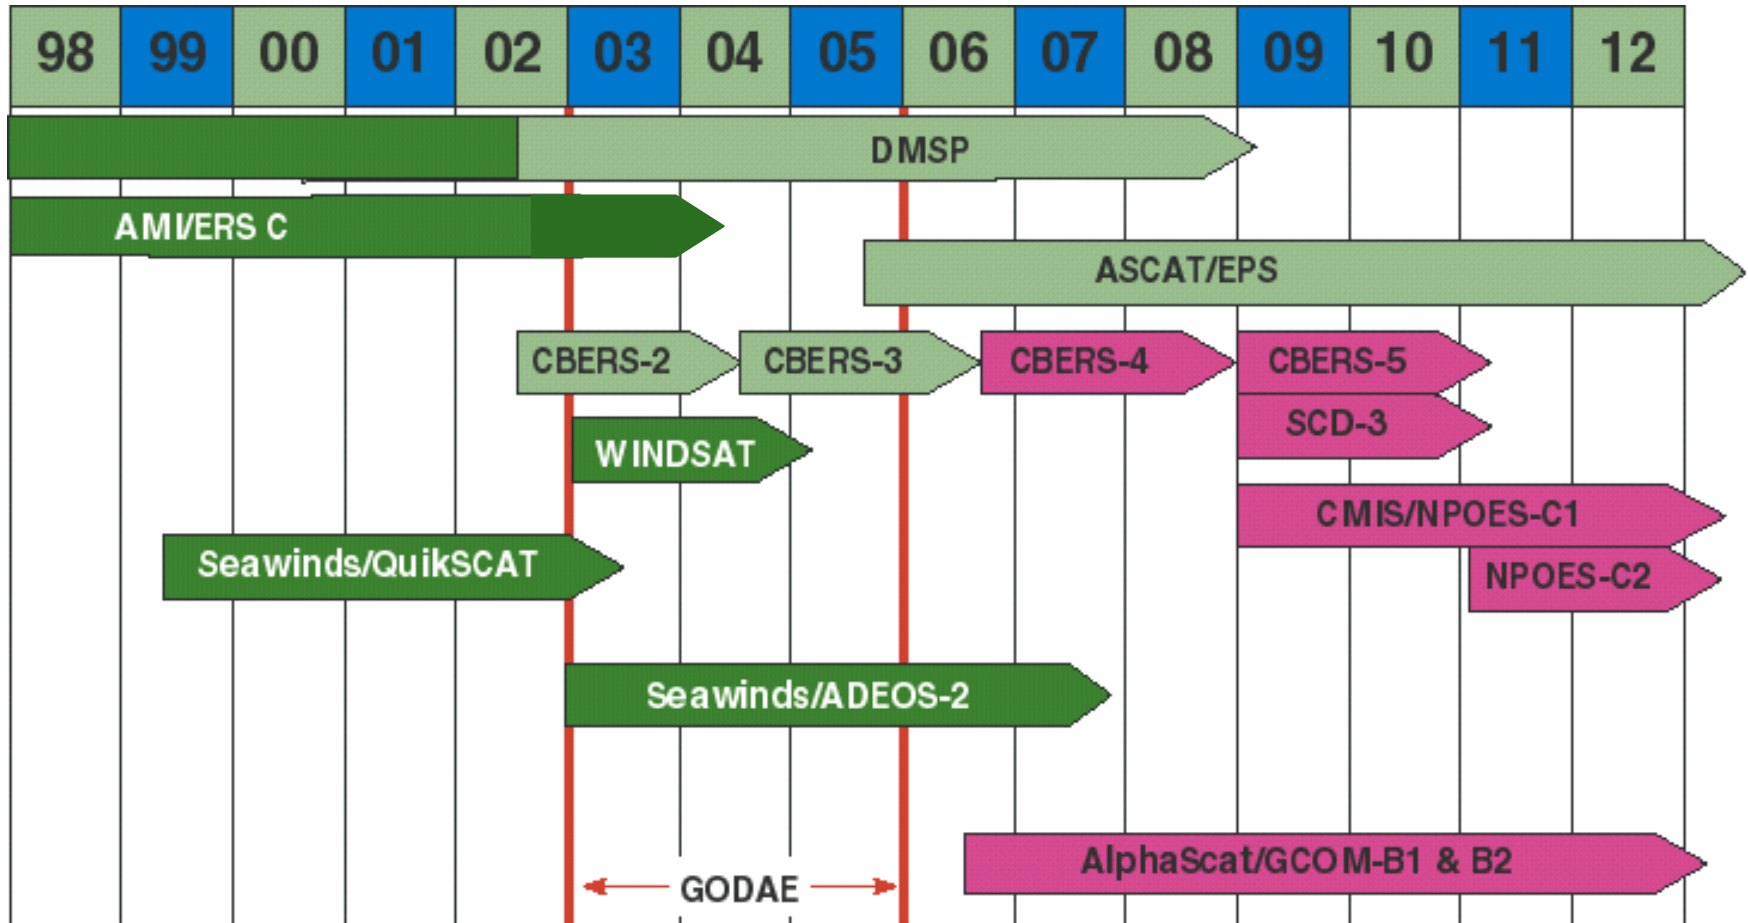 98 99 00 01 02 03 04 05 06 07 08 09 10 11 12
DMSP
AMI/ERS C
ASCAT/EPS
CBERS-2 CBERS-3 CBERS-4 CBERS-5
SCD-3
WINDSAT
CMIS/NPOES-C1
Seawinds/QuikSCAT
NPOES-C2
Seawinds/ADEOS-2
AlphaScat/GCOM-B1 & B2
GODAE